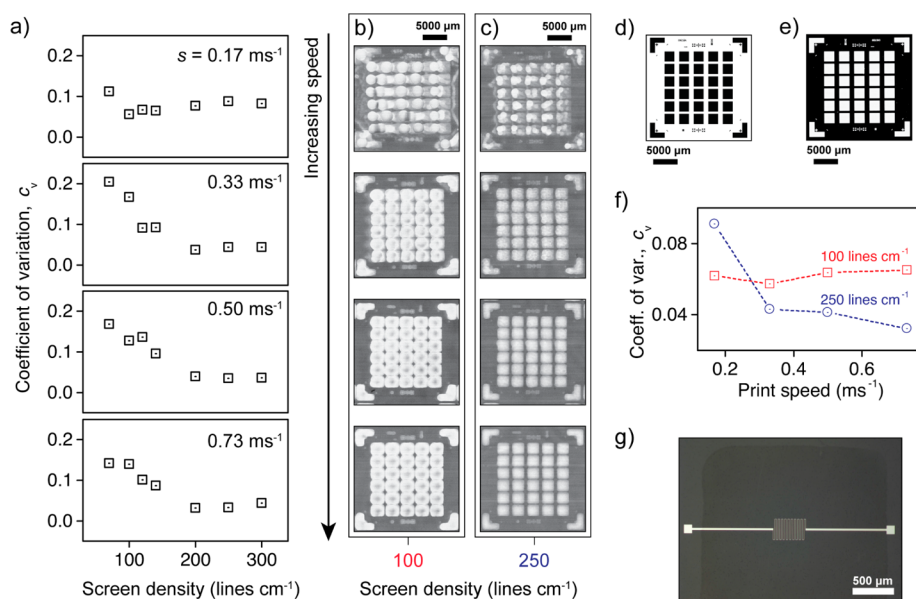 a)
0.2
0.1
0.0
s = 0.17 ms-1
0.2
0.1
0.0
0.33 ms-1
0.2
0.1
0.0
0.50 ms-1
0.2
0.1
0.0
0.73 ms-1
Coefficient of variation, cv
100 200 300
Screen density (lines cm-1)
Increasing speed
b)
5000 µm
c)
5000 µm
100
250
Screen density (lines cm-1)
d)
5000 µm
e)
5000 µm
f)
0.08
0.04
Coeff. of var., cv
100 lines cm-1
250 lines cm-1
0.2 0.4 0.6
Print speed (ms-1)
g)
500 µm